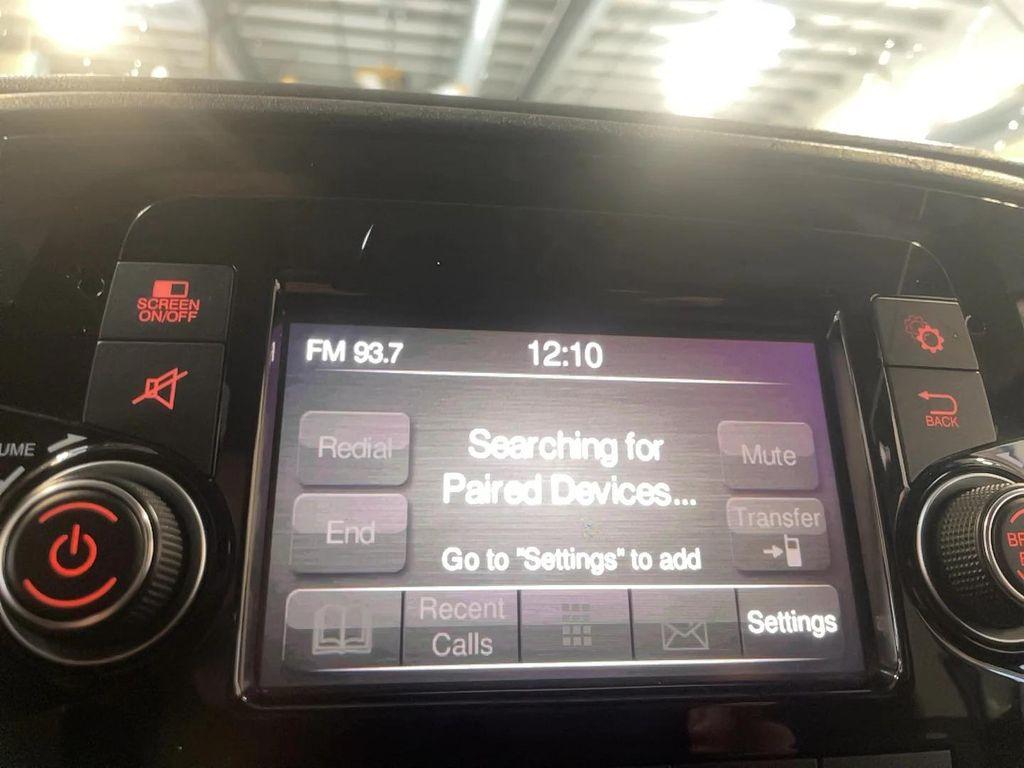 SCREEN
ON/OFF
UME
FM 93.7
12:10
Redial
Searching for
Paired Devices...
Mute
End
Transfer
Go to "Settings" to add
Recent
Calls
Settings
BACK